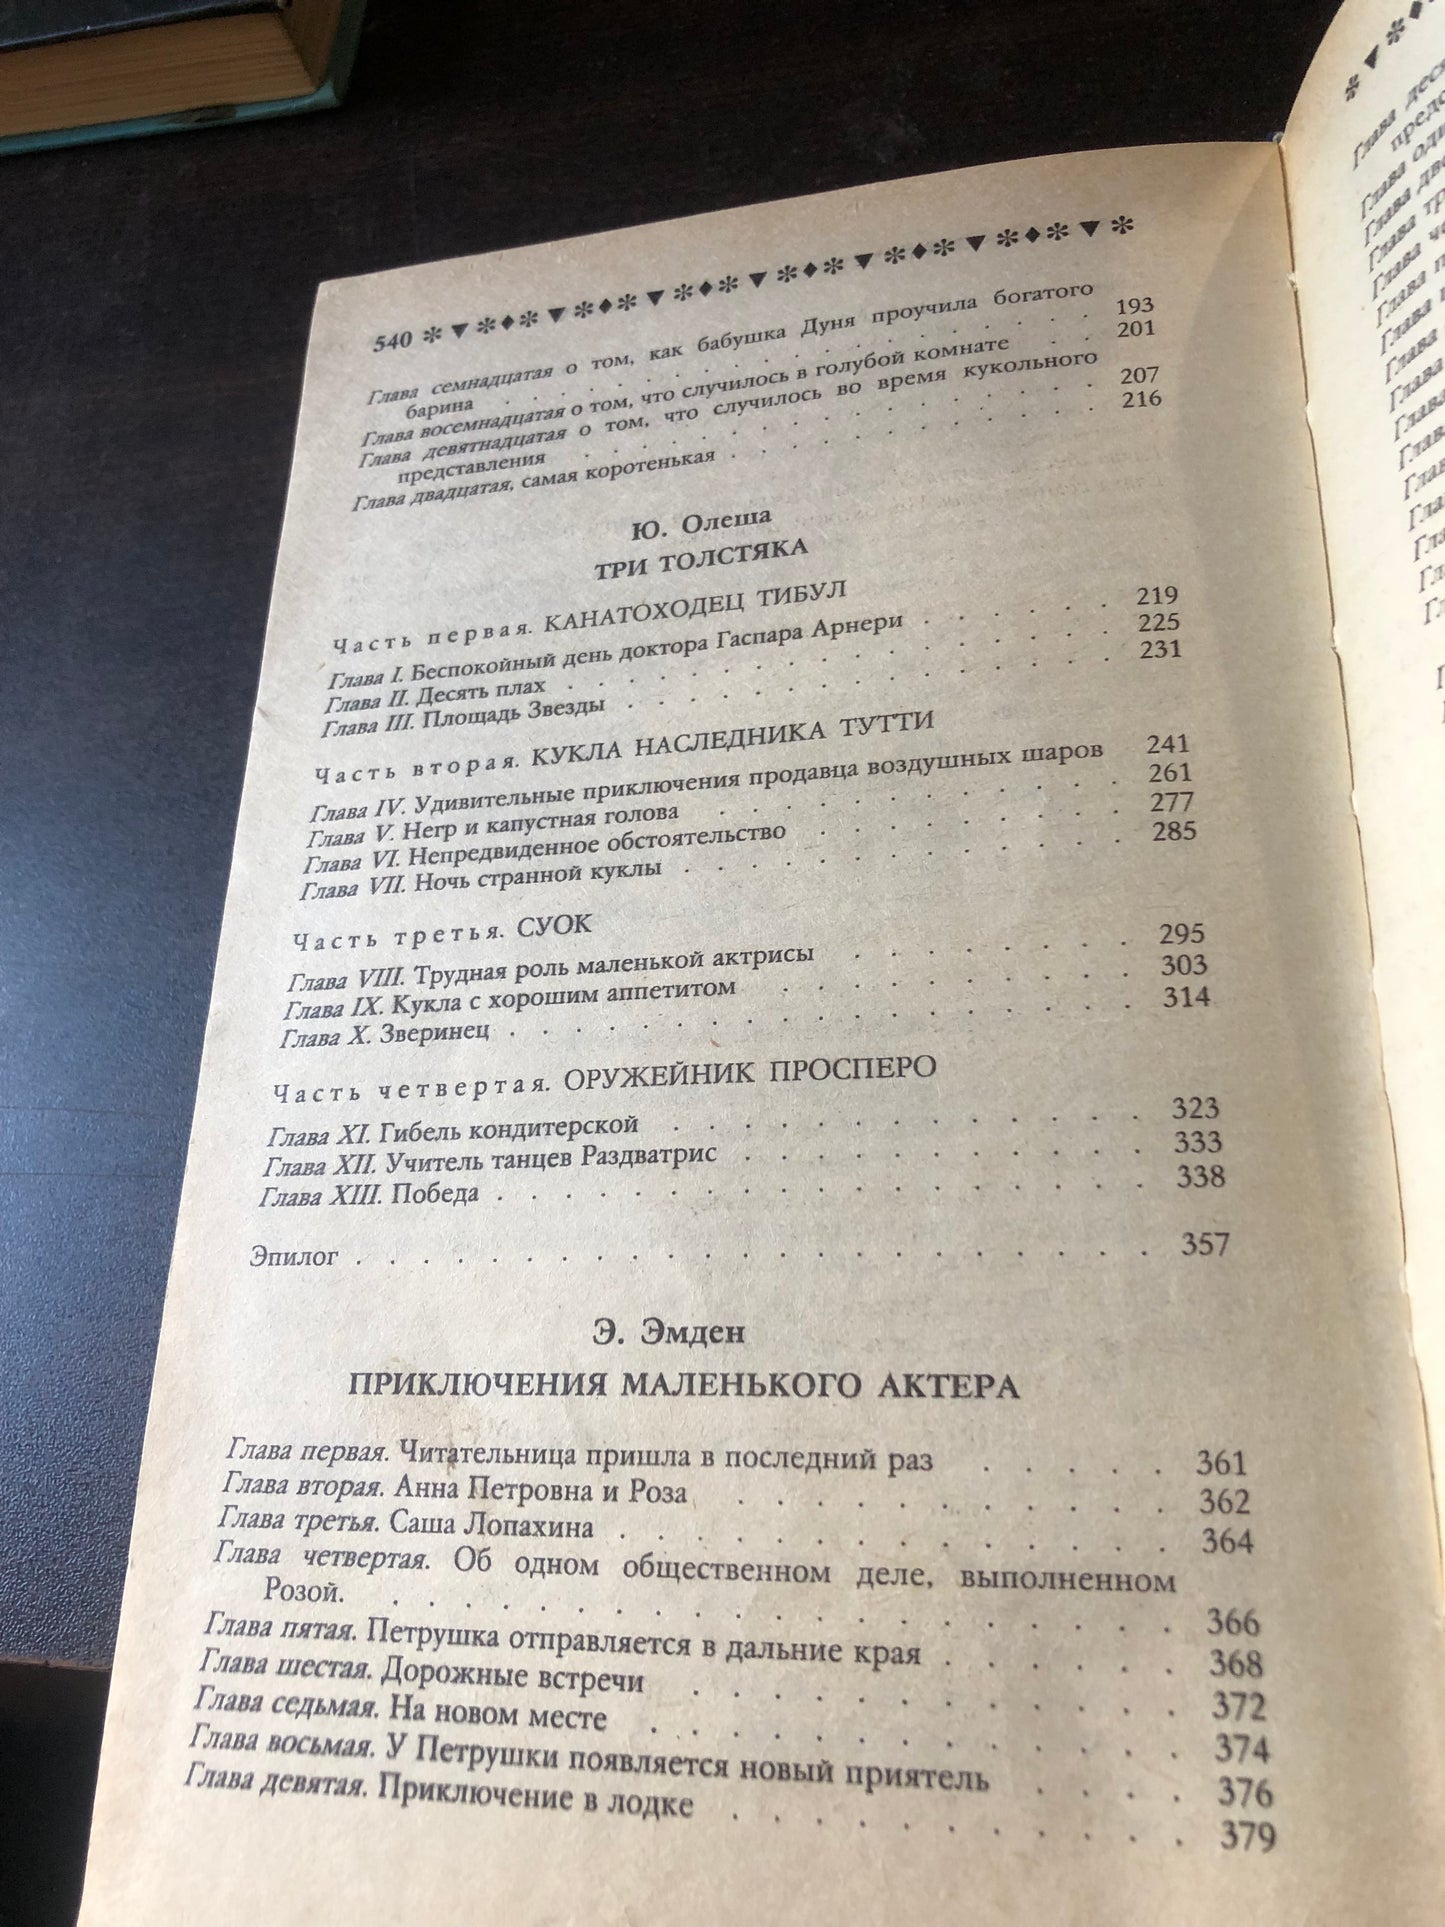 540 * ▼ *♦* ▼ *♦* ▼ *♦* ▼ *♦* ▼ *♦* ▼ *♦* ▼ *
Глава семнадцатая о том, как бабушка Дуня проучила богатого
барина . . . . . . . . . . . . . . . . 193
Глава восемнадцатая о том, что случилось в голубой комнате . . 201
Глава девятнадцатая о том, что случилось во время кукольного
представления . . . . . . . . . . . . . 207
Глава двадцатая, самая коротенькая . . . . . . . . . . 216
Ю. Олеша
ТРИ ТОЛСТЯКА
Часть первая. КАНАТОХОДЕЦ ТИБУЛ
Глава I. Беспокойный день доктора Гаспара Арнери . . . . . . 219
Глава II. Десять плах . . . . . . . . . . . . . . . 225
Глава III. Площадь Звезды . . . . . . . . . . . . . 231
Часть вторая. КУКЛА НАСЛЕДНИКА ТУТТИ
Глава IV. Удивительные приключения продавца воздушных шаров 241
Глава V. Негр и капустная голова . . . . . . . . . . . 261
Глава VI. Непредвиденное обстоятельство . . . . . . . . 277
Глава VII. Ночь странной куклы . . . . . . . . . . . . 285
Часть третья. СУОК
Глава VIII. Трудная роль маленькой актрисы . . . . . . . . 295
Глава IX. Кукла с хорошим аппетитом . . . . . . . . . . 303
Глава X. Зверинец . . . . . . . . . . . . . . . . . 314
Часть четвертая. ОРУЖЕЙНИК ПРОСПЕРО
Глава XI. Гибель кондитерской . . . . . . . . . . . . . 323
Глава XII. Учитель танцев Раздватрис . . . . . . . . . . . 333
Глава XIII. Победа . . . . . . . . . . . . . . . . . . 338
Эпилог . . . . . . . . . . . . . . . . . . . . . . . 357
Э. Эмден
ПРИКЛЮЧЕНИЯ МАЛЕНЬКОГО АКТЕРА
Глава первая. Читательница пришла в последний раз . . . . . 361
Глава вторая. Анна Петровна и Роза . . . . . . . . . . . 362
Глава третья. Саша Лопахина . . . . . . . . . . . . . . 364
Глава четвертая. Об одном общественном деле, выполненном
Розой. . . . . . . . . . . . . . . . . . . . . 366
Глава пятая. Петрушка отправляется в дальние края . . . . . . 368
Глава шестая. Дорожные встречи . . . . . . . . . . . . 372
Глава седьмая. На новом месте . . . . . . . . . . . . . 374
Глава восьмая. У Петрушки появляется новый приятель . . . . 376
Глава девятая. Приключение в лодке . . . . . . . . . . . 379
Глава
Глава
Глава
Глава
Глава
Глава
Глава
Глава
Глава